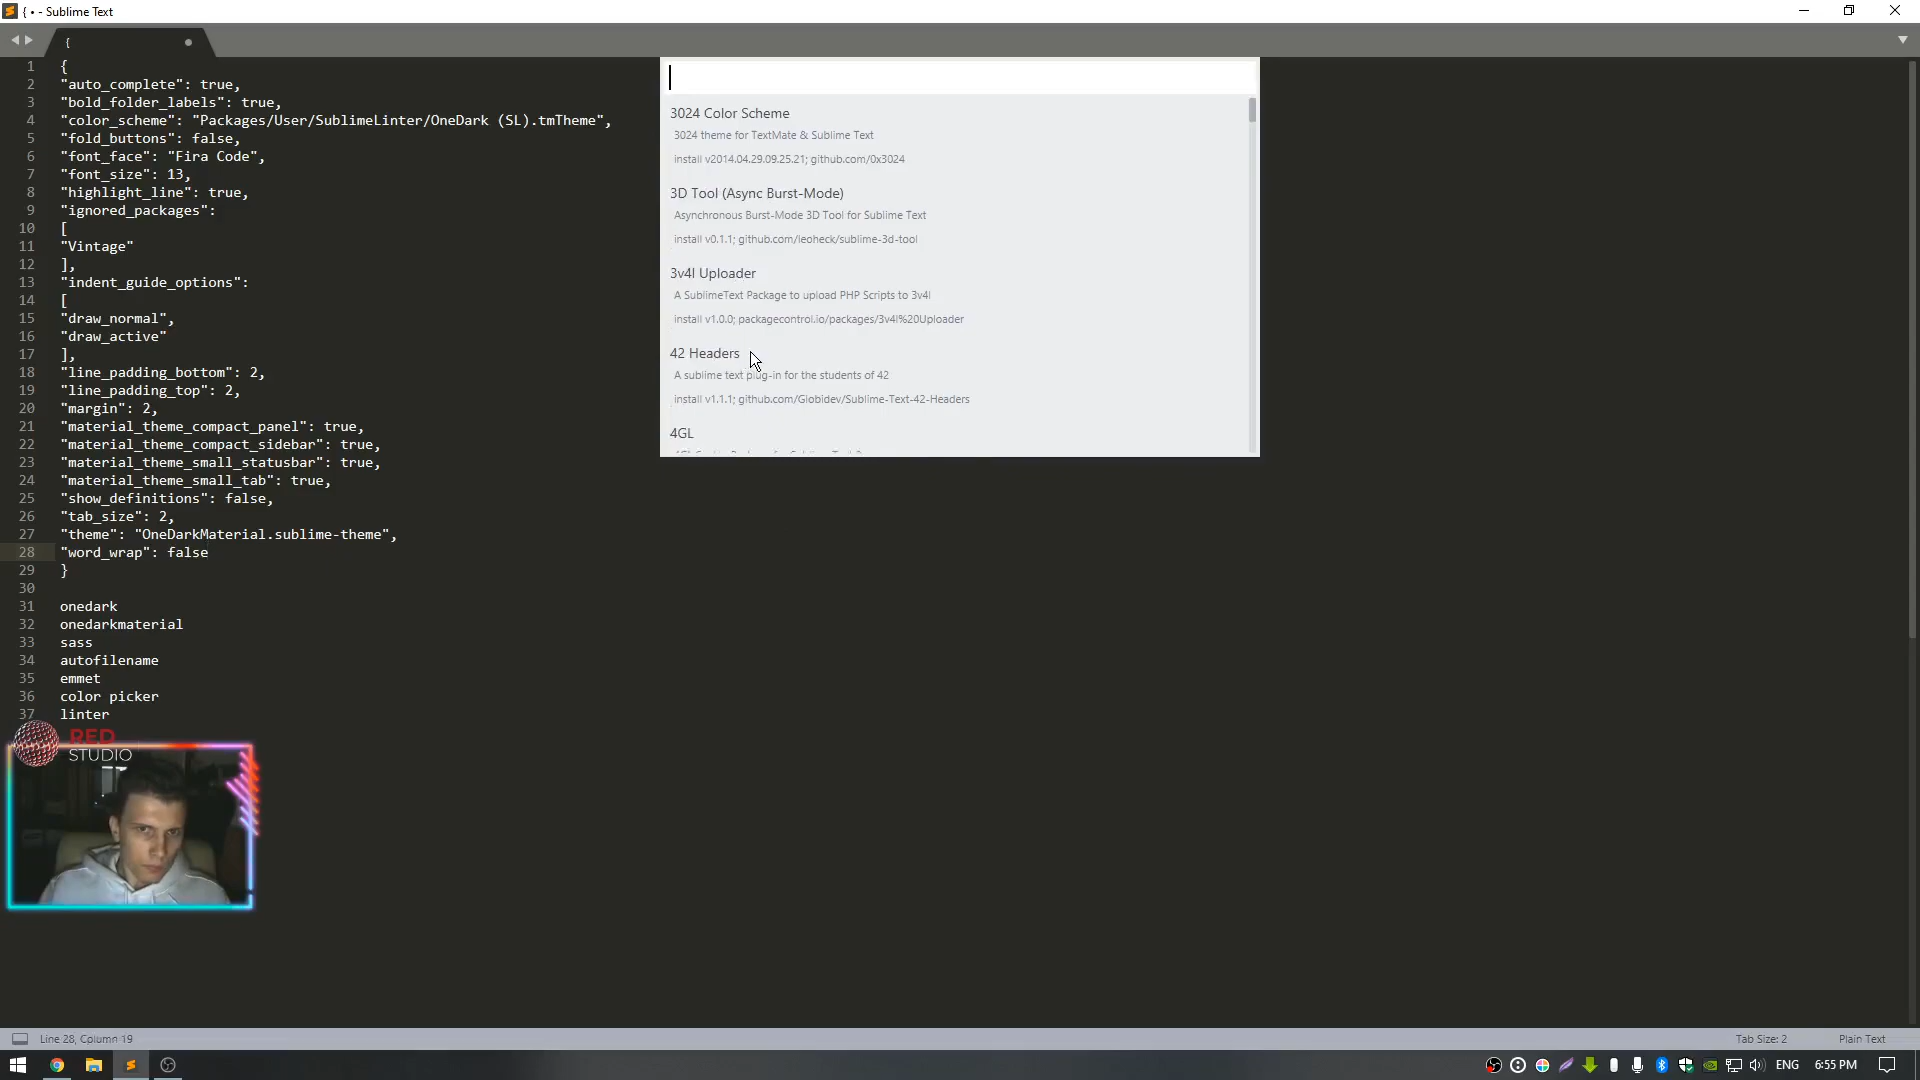 { • - Sublime Text
{
1 {
2 "auto_complete": true,
3 "bold_folder_labels": true,
4 "color_scheme": "Packages/User/SublimeLinter/OneDark (SL).tmTheme",
5 "fold_buttons": false,
6 "font_face": "Fira Code",
7 "font_size": 13,
8 "highlight_line": true,
9 "ignored_packages":
10 [
11 "Vintage"
12 ],
13 "indent_guide_options":
14 [
15 "draw_normal",
16 "draw_active"
17 ],
18 "line_padding_bottom": 2,
19 "line_padding_top": 2,
20 "margin": 2,
21 "material_theme_compact_panel": true,
22 "material_theme_compact_sidebar": true,
23 "material_theme_small_statusbar": true,
24 "material_theme_small_tab": true,
25 "show_definitions": false,
26 "tab_size": 2,
27 "theme": "OneDarkMaterial.sublime-theme",
28 "word_wrap": false
29 }
30
31 onedark
32 onedarkmaterial
33 sass
34 autofilename
35 emmet
36 color picker
37 linter
3024 Color Scheme
3024 theme for TextMate & Sublime Text
install v2014.04.29.09.25.21; github.com/0x3024
3D Tool (Async Burst-Mode)
Asynchronous Burst-Mode 3D Tool for Sublime Text
install v0.1.1; github.com/leoheck/sublime-3d-tool
3v4l Uploader
A SublimeText Package to upload PHP Scripts to 3v4l
install v1.0.0; packagecontrol.io/packages/3v4l%20Uploader
42 Headers
A sublime text plug-in for the students of 42
install v1.1.1; github.com/Globidev/Sublime-Text-42-Headers
4GL
RED
STUDIO
Line 28, Column 19
Tab Size: 2
Plain Text
ENG
6:55 PM